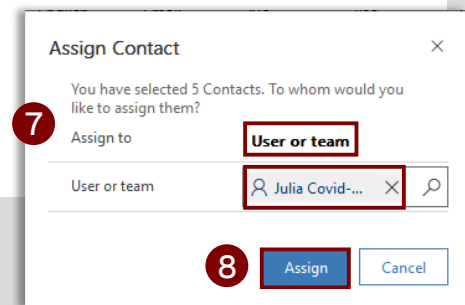 Assign Contact
You have selected 5 Contacts. To whom would you
like to assign them?
7
Assign to
User or team
User or team
Julia Covid-...
8
Assign
Cancel